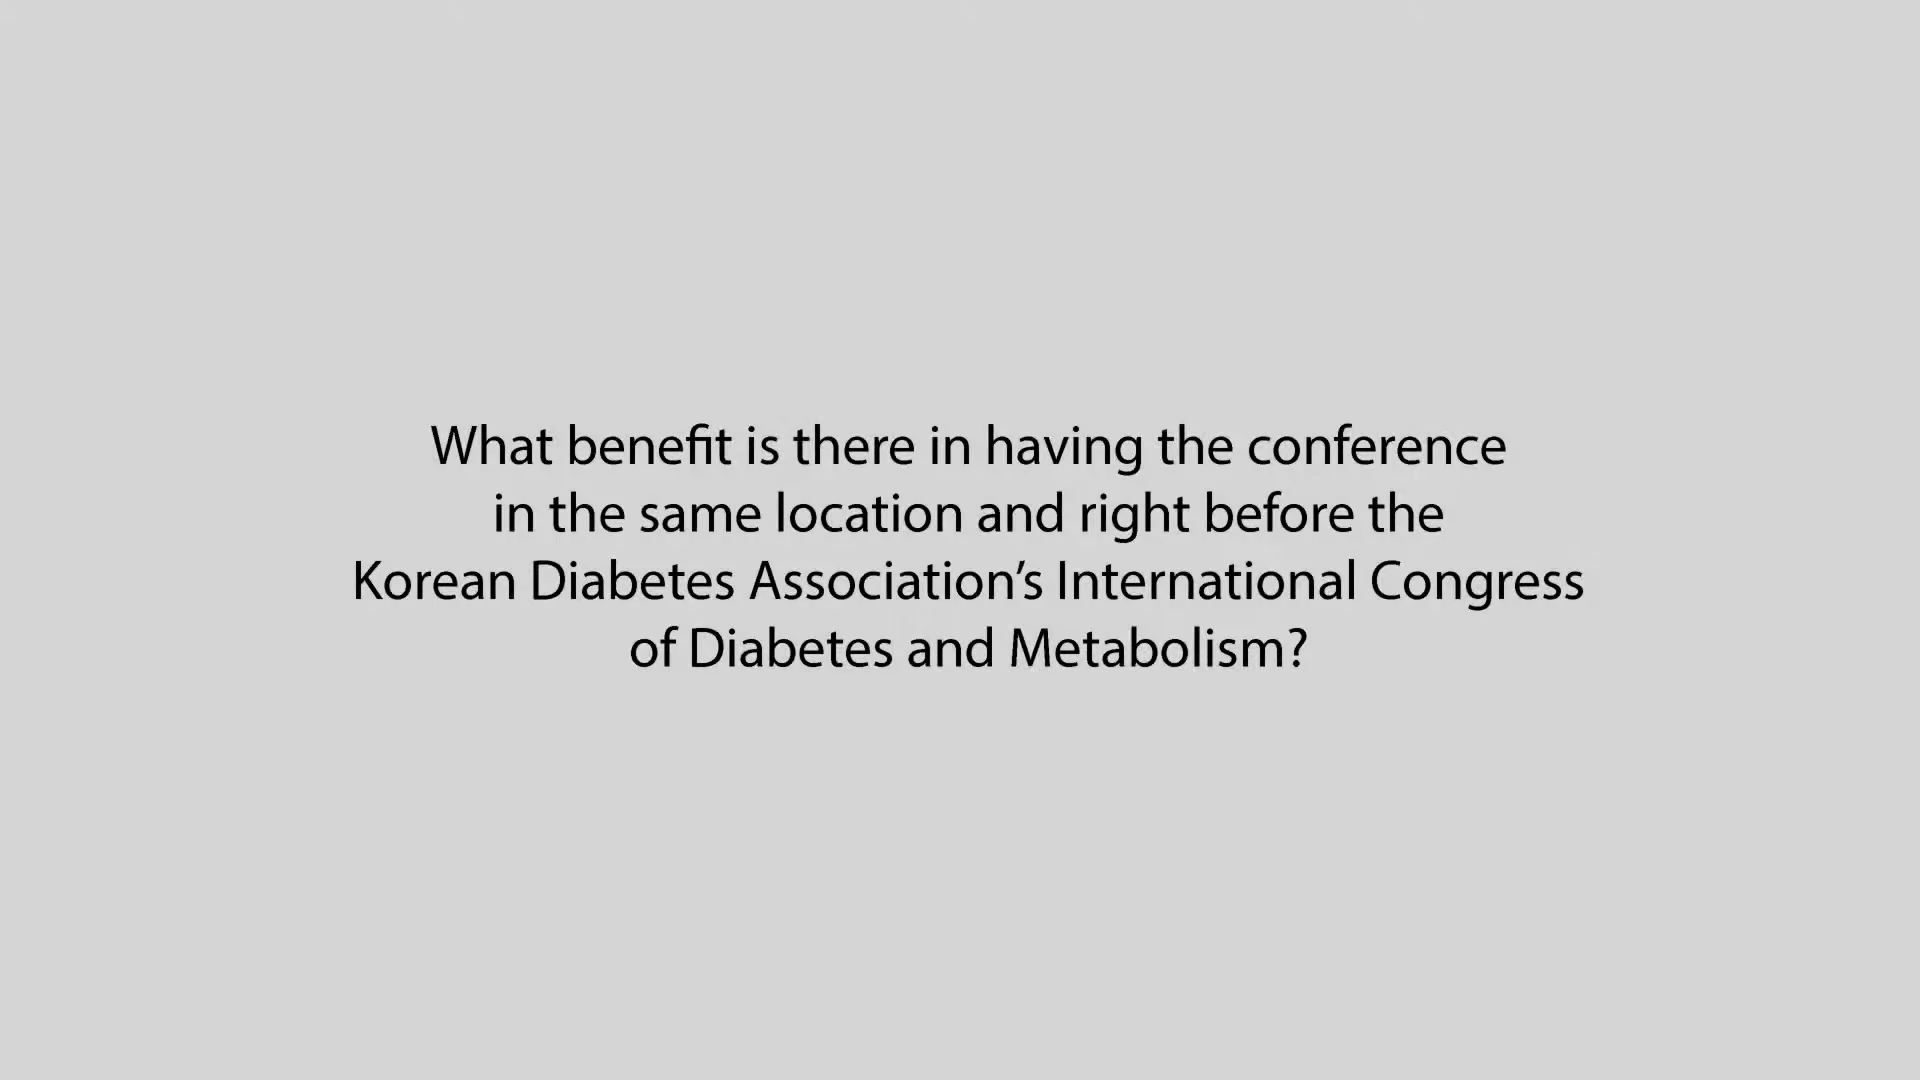 What benefit is there in having the conference
in the same location and right before the
Korean Diabetes Association’s International Congress
of Diabetes and Metabolism?